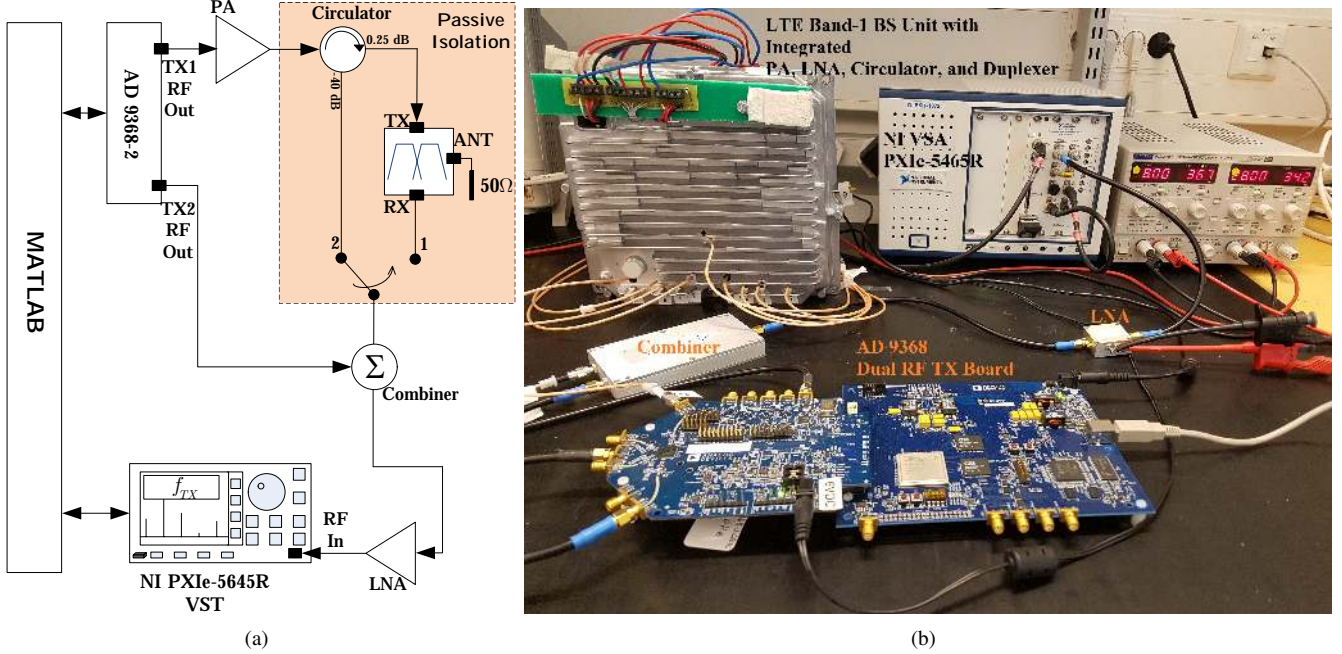 PA
Circulator
Passive
Isolation
0.25 dB
-40 dB
TX1
RF
Out
AD 9368-2
TX
ANT
50Ω
RX
TX2
RF
Out
2
1
MATLAB
Σ
Combiner
f_TX
RF
In
LNA
NI PXIe-5645R
VST
(a)
LTE Band-1 BS Unit with
Integrated
PA, LNA, Circulator, and Duplexer
NI VSA
PXIe-5465R
NATIONAL
INSTRUMENTS
LNA
Combiner
AD 9368
Dual RF TX Board
6VDC
(b)